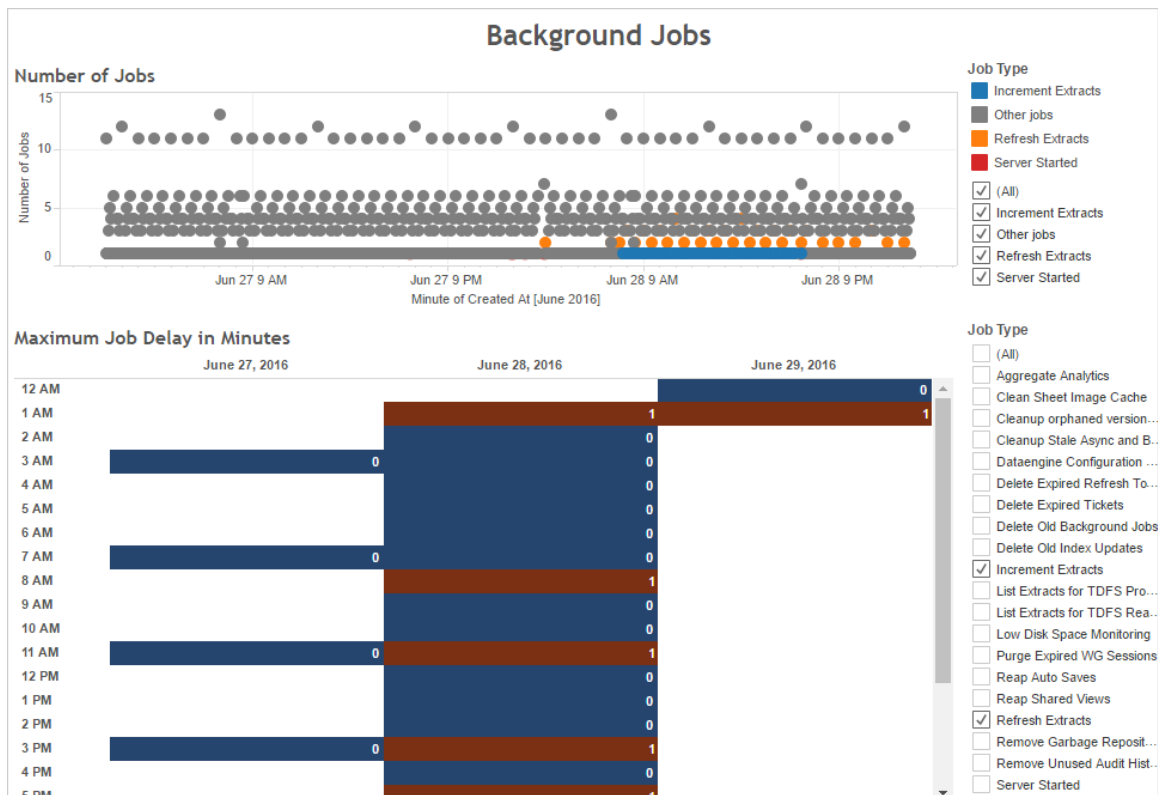 Background Jobs
Number of Jobs
15
10
5
0
Number of Jobs
Jun 27 9 AM
Jun 27 9 PM
Jun 28 9 AM
Jun 28 9 PM
Minute of Created At [June 2016]
Job Type
Increment Extracts
Other jobs
Refresh Extracts
Server Started
(All)
Increment Extracts
Other jobs
Refresh Extracts
Server Started
Maximum Job Delay in Minutes
June 27, 2016 June 28, 2016 June 29, 2016
12 AM 0
1 AM 1 1
2 AM 0
3 AM 0 0
4 AM 0
5 AM 0
6 AM 0
7 AM 0 0
8 AM 1
9 AM 0
10 AM 0
11 AM 0 1
12 PM 0
1 PM 0
2 PM 0
3 PM 0 1
4 PM 0
5 PM 1
Job Type
(All)
Aggregate Analytics
Clean Sheet Image Cache
Cleanup orphaned version...
Cleanup Stale Async and B...
Dataengine Configuration ...
Delete Expired Refresh To...
Delete Expired Tickets
Delete Old Background Jobs
Delete Old Index Updates
Increment Extracts
List Extracts for TDFS Pro...
List Extracts for TDFS Rea...
Low Disk Space Monitoring
Purge Expired WG Sessions
Reap Auto Saves
Reap Shared Views
Refresh Extracts
Remove Garbage Reposit...
Remove Unused Audit Hist...
Server Started